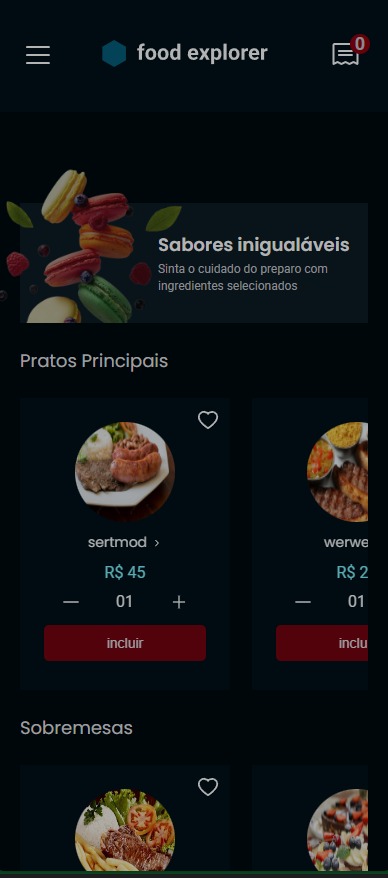 food explorer
0
Sabores inigualáveis
Sinta o cuidado do preparo com
ingredientes selecionados
Pratos Principais
sertmod >
werwe
R$ 45
R$ 2
01
01
incluir
inclu
Sobremesas